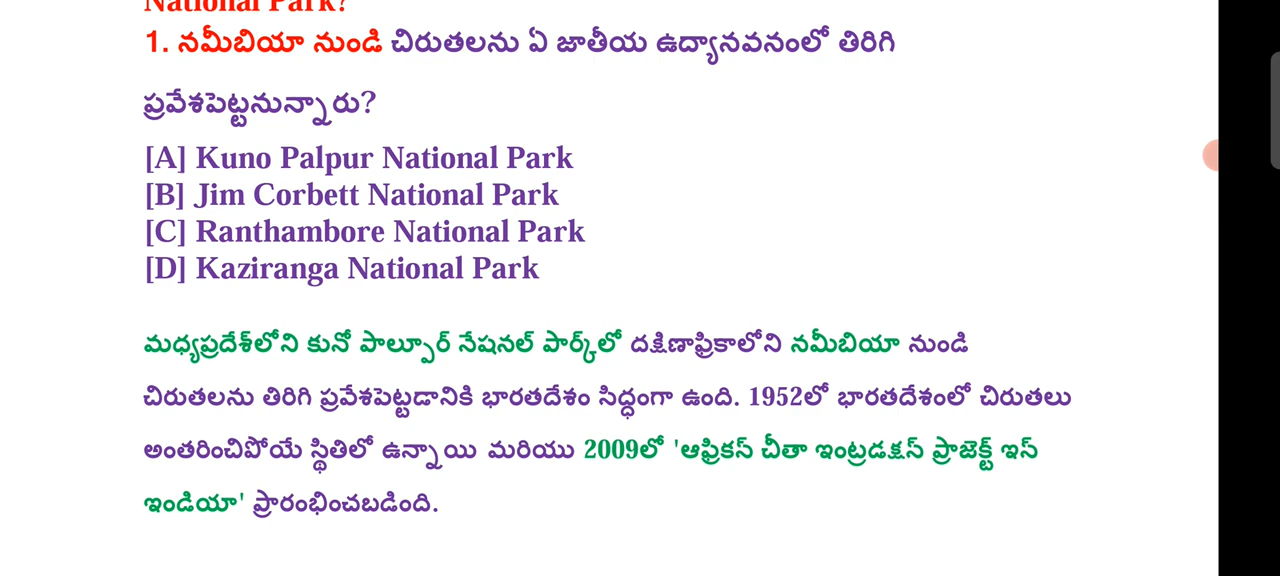 National Park?
1. నమీబియా నుండి చిరుతలను ఏ జాతీయ ఉద్యానవనంలో తిరిగి
ప్రవేశపెట్టనున్నారు?
[A] Kuno Palpur National Park
[B] Jim Corbett National Park
[C] Ranthambore National Park
[D] Kaziranga National Park
మధ్యప్రదేశ్‌లోని కునో పాల్పూర్ నేషనల్ పార్క్‌లో దక్షిణాఫ్రికాలోని నమీబియా నుండి
చిరుతలను తిరిగి ప్రవేశపెట్టడానికి భారతదేశం సిద్ధంగా ఉంది. 1952లో భారతదేశంలో చిరుతలు
అంతరించిపోయే స్థితిలో ఉన్నాయి మరియు 2009లో 'ఆఫ్రికన్ చీతా ఇంట్రడక్షన్ ప్రాజెక్ట్ ఇన్
ఇండియా' ప్రారంభించబడింది.